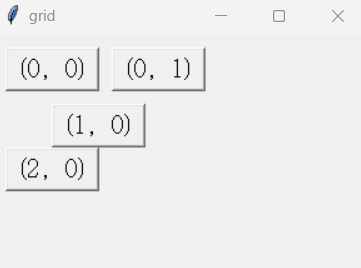 grid
(0, 0) (0, 1)
(1, 0)
(2, 0)